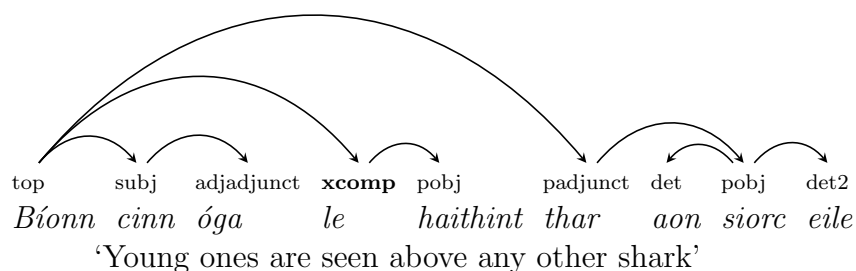 top subj adjadjunct xcomp pobj padjunct det pobj det2
Bíonn cinn óga le haithint thar aon siorc eile
‘Young ones are seen above any other shark’